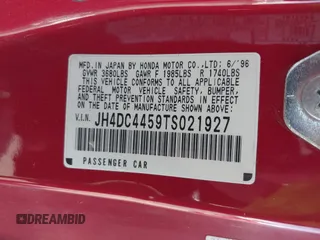 MFD. IN JAPAN BY HONDA MOTOR CO.,LTD: 6/'96
GVWR 3680LBS GAWR F 1985LBS R 1740LBS
THIS VEHICLE CONFORMS TO ALL APPLICABLE
FEDERAL MOTOR VEHICLE SAFETY, BUMPER,
AND THEFT PREVENTION STANDARDS IN EFFECT
ON THE DATE OF MANUFACTURE SHOWN ABOVE.
V.I.N. JH4DC4459TS021927
PASSENGER CAR
DREAMBID